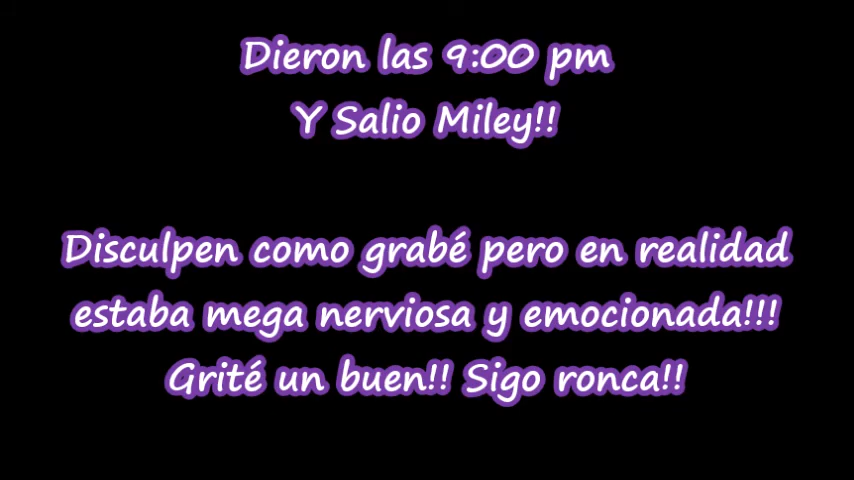 Dieron las 9:00 pm
Y Salio Miley!!
Disculpen como grabé pero en realidad
estaba mega nerviosa y emocionada!!!
Grité un buen!! Sigo ronca!!